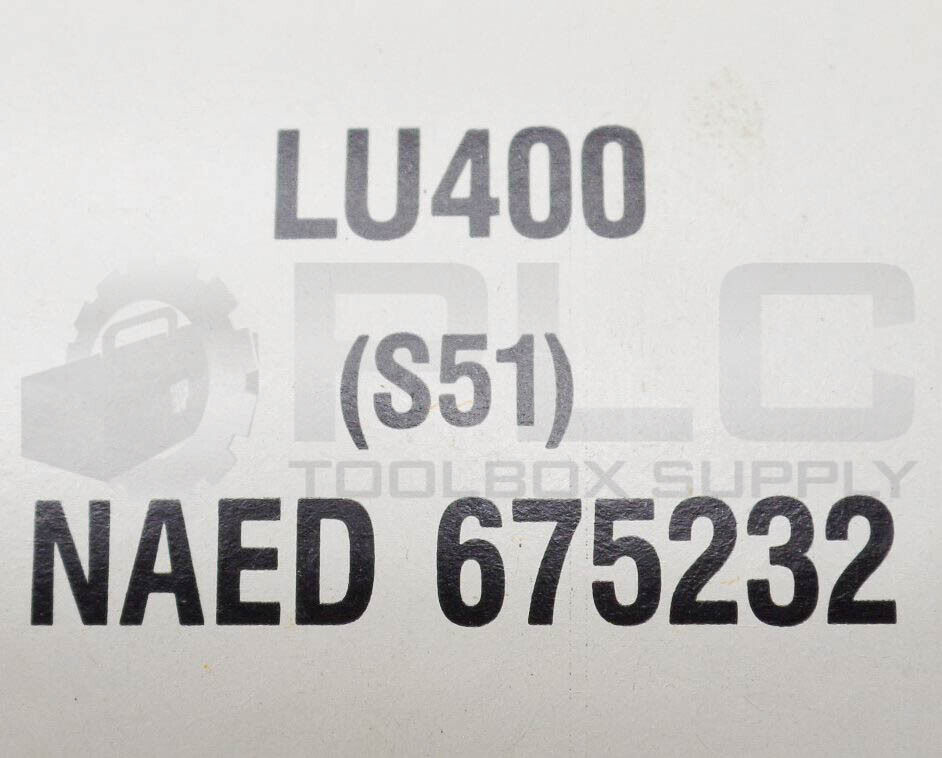 LU400
PLC
(S51)
TOOLBOX SUPPLY
NAED 675232